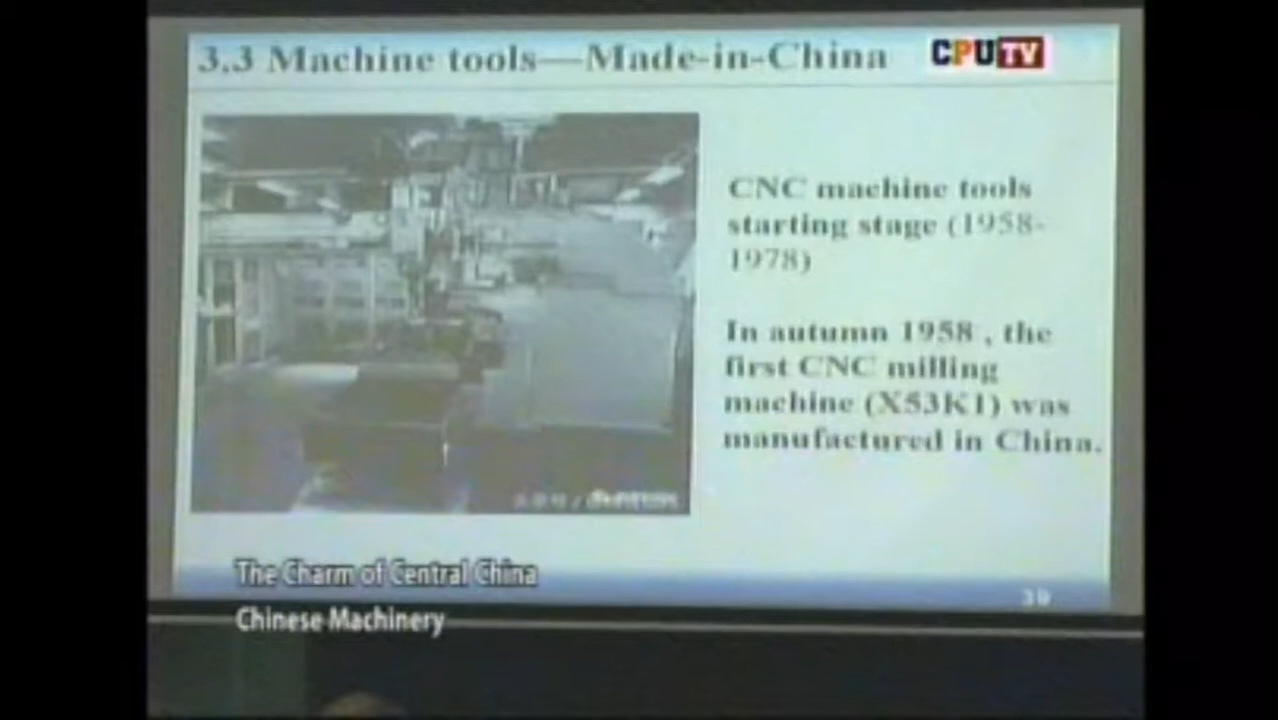 3.3 Machine tools—Made-in-China
CPUTV
CNC machine tools
starting stage (1958-
1978)
In autumn 1958 , the
first CNC milling
machine (X53K1) was
manufactured in China.
The Charm of Central China
Chinese Machinery